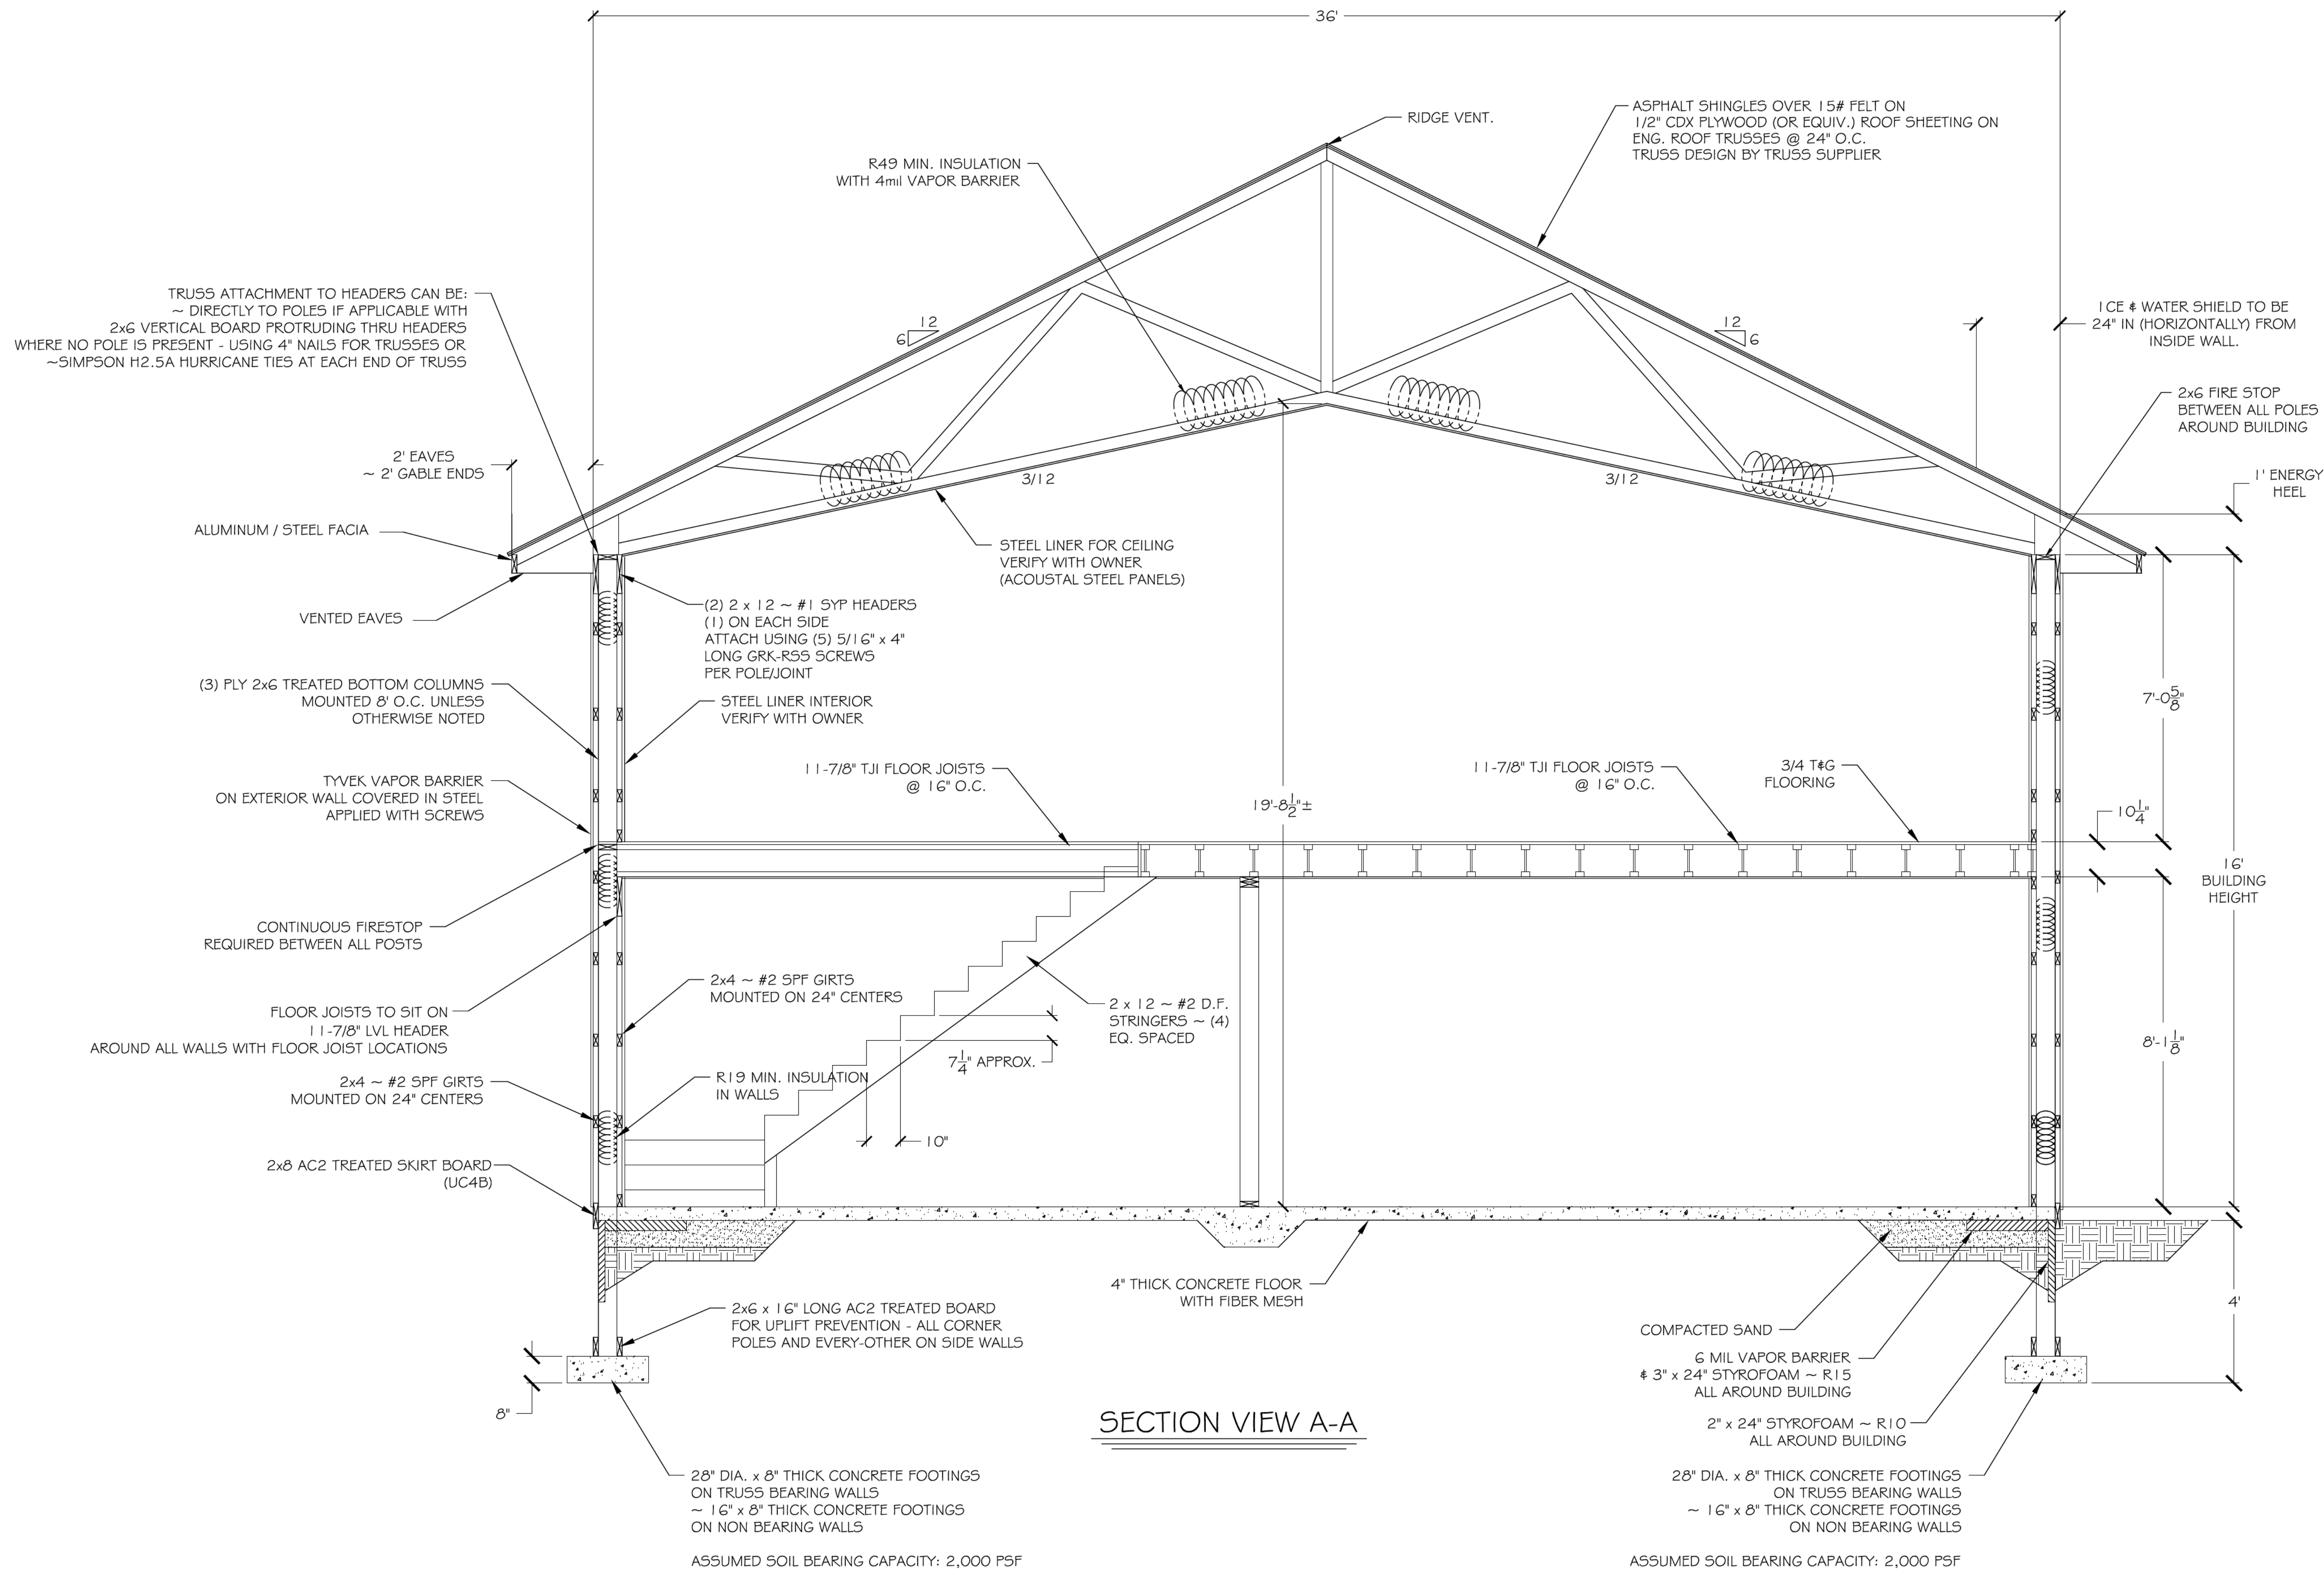 36'
RIDGE VENT.
ASPHALT SHINGLES OVER 15# FELT ON
1/2" CDX PLYWOOD (OR EQUIV.) ROOF SHEETING ON
ENG. ROOF TRUSSES @ 24" O.C.
TRUSS DESIGN BY TRUSS SUPPLIER
R49 MIN. INSULATION
WITH 4mil VAPOR BARRIER
TRUSS ATTACHMENT TO HEADERS CAN BE:
~ DIRECTLY TO POLES IF APPLICABLE WITH
2x6 VERTICAL BOARD PROTRUDING THRU HEADERS
WHERE NO POLE IS PRESENT - USING 4" NAILS FOR TRUSSES OR
~SIMPSON H2.5A HURRICANE TIES AT EACH END OF TRUSS
12
6
12
6
ICE & WATER SHIELD TO BE
24" IN (HORIZONTALLY) FROM
INSIDE WALL.
2x6 FIRE STOP
BETWEEN ALL POLES
AROUND BUILDING
2' EAVES
~ 2' GABLE ENDS
3/12
3/12
1' ENERGY
HEEL
ALUMINUM / STEEL FACIA
STEEL LINER FOR CEILING
VERIFY WITH OWNER
(ACOUSTAL STEEL PANELS)
VENTED EAVES
(2) 2 x 12 ~ #1 SYP HEADERS
(1) ON EACH SIDE
ATTACH USING (5) 5/16" x 4"
LONG GRK-RSS SCREWS
PER POLE/JOINT
(3) PLY 2x6 TREATED BOTTOM COLUMNS
MOUNTED 8' O.C. UNLESS
OTHERWISE NOTED
STEEL LINER INTERIOR
VERIFY WITH OWNER
7'-0 5/8"
TYVEK VAPOR BARRIER
ON EXTERIOR WALL COVERED IN STEEL
APPLIED WITH SCREWS
11-7/8" TJI FLOOR JOISTS
@ 16" O.C.
19'-8 1/2"±
11-7/8" TJI FLOOR JOISTS
@ 16" O.C.
3/4 T&G
FLOORING
10 1/4"
16'
BUILDING
HEIGHT
CONTINUOUS FIRESTOP
REQUIRED BETWEEN ALL POSTS
2x4 ~ #2 SPF GIRTS
MOUNTED ON 24" CENTERS
2 x 12 ~ #2 D.F.
STRINGERS ~ (4)
EQ. SPACED
FLOOR JOISTS TO SIT ON
11-7/8" LVL HEADER
AROUND ALL WALLS WITH FLOOR JOIST LOCATIONS
7 1/4" APPROX.
8'-1 1/8"
2x4 ~ #2 SPF GIRTS
MOUNTED ON 24" CENTERS
R19 MIN. INSULATION
IN WALLS
10"
2x8 AC2 TREATED SKIRT BOARD
(UC4B)
4" THICK CONCRETE FLOOR
WITH FIBER MESH
2x6 x 16" LONG AC2 TREATED BOARD
FOR UPLIFT PREVENTION - ALL CORNER
POLES AND EVERY-OTHER ON SIDE WALLS
4'
COMPACTED SAND
6 MIL VAPOR BARRIER
& 3" x 24" STYROFOAM ~ R15
ALL AROUND BUILDING
8"
SECTION VIEW A-A
2" x 24" STYROFOAM ~ R10
ALL AROUND BUILDING
28" DIA. x 8" THICK CONCRETE FOOTINGS
ON TRUSS BEARING WALLS
~ 16" x 8" THICK CONCRETE FOOTINGS
ON NON BEARING WALLS
ASSUMED SOIL BEARING CAPACITY: 2,000 PSF
28" DIA. x 8" THICK CONCRETE FOOTINGS
ON TRUSS BEARING WALLS
~ 16" x 8" THICK CONCRETE FOOTINGS
ON NON BEARING WALLS
ASSUMED SOIL BEARING CAPACITY: 2,000 PSF